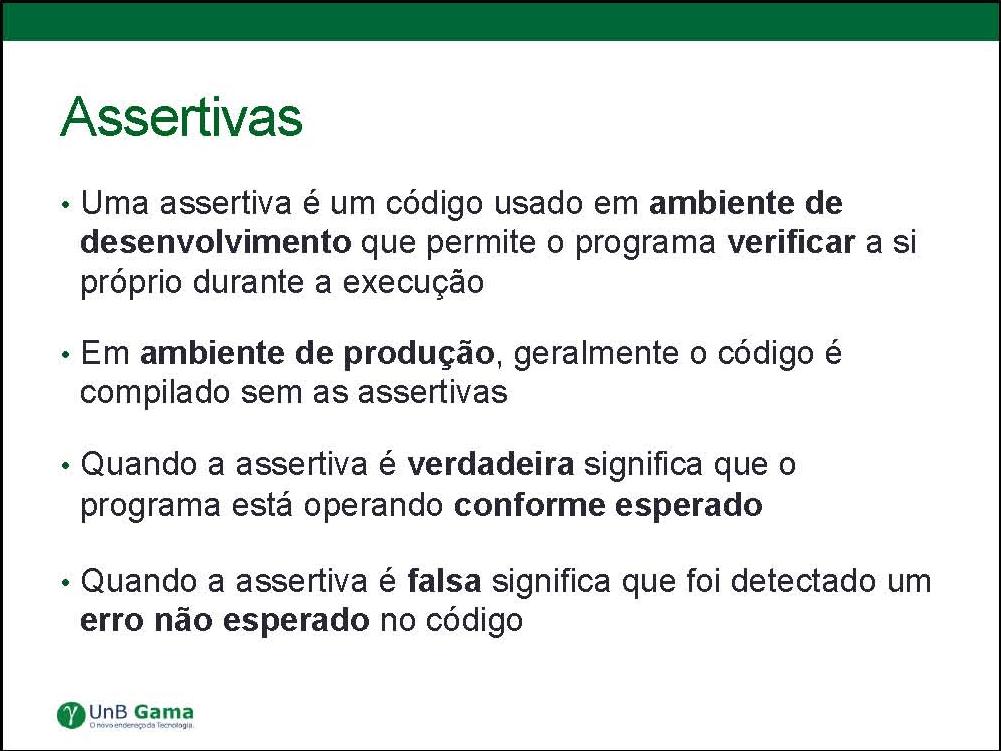 Assertivas
• Uma assertiva é um código usado em ambiente de
desenvolvimento que permite o programa verificar a si
próprio durante a execução
• Em ambiente de produção, geralmente o código é
compilado sem as assertivas
• Quando a assertiva é verdadeira significa que o
programa está operando conforme esperado
• Quando a assertiva é falsa significa que foi detectado um
erro não esperado no código
γ UnB Gama
O novo endereço da Tecnologia.